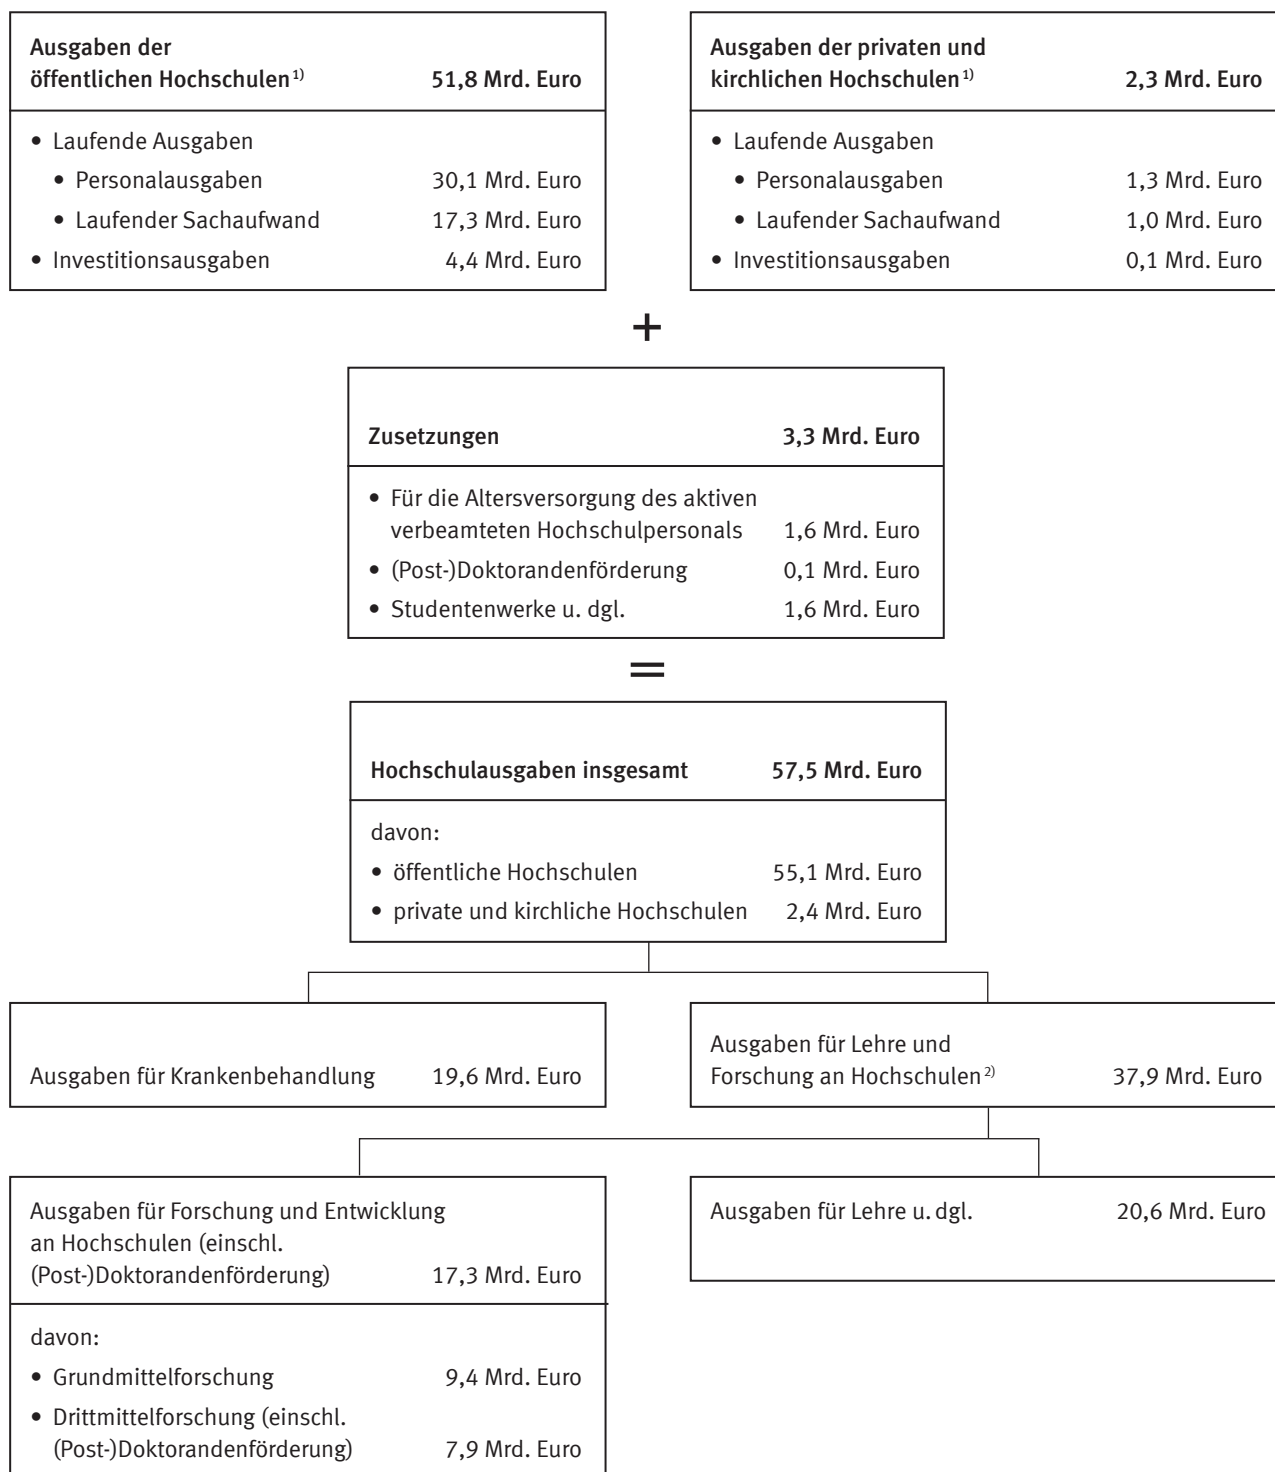 Ausgaben der
öffentlichen Hochschulen 1) 51,8 Mrd. Euro
• Laufende Ausgaben
• Personalausgaben 30,1 Mrd. Euro
• Laufender Sachaufwand 17,3 Mrd. Euro
• Investitionsausgaben 4,4 Mrd. Euro
Ausgaben der privaten und
kirchlichen Hochschulen 1) 2,3 Mrd. Euro
• Laufende Ausgaben
• Personalausgaben 1,3 Mrd. Euro
• Laufender Sachaufwand 1,0 Mrd. Euro
• Investitionsausgaben 0,1 Mrd. Euro
+
Zusetzungen 3,3 Mrd. Euro
• Für die Altersversorgung des aktiven
verbeamteten Hochschulpersonals 1,6 Mrd. Euro
• (Post-)Doktorandenförderung 0,1 Mrd. Euro
• Studentenwerke u. dgl. 1,6 Mrd. Euro
=
Hochschulausgaben insgesamt 57,5 Mrd. Euro
davon:
• öffentliche Hochschulen 55,1 Mrd. Euro
• private und kirchliche Hochschulen 2,4 Mrd. Euro
Ausgaben für Krankenbehandlung 19,6 Mrd. Euro
Ausgaben für Lehre und
Forschung an Hochschulen 2) 37,9 Mrd. Euro
Ausgaben für Forschung und Entwicklung
an Hochschulen (einschl.
(Post-)Doktorandenförderung) 17,3 Mrd. Euro
davon:
• Grundmittelforschung 9,4 Mrd. Euro
• Drittmittelforschung (einschl.
(Post-)Doktorandenförderung) 7,9 Mrd. Euro
Ausgaben für Lehre u. dgl. 20,6 Mrd. Euro